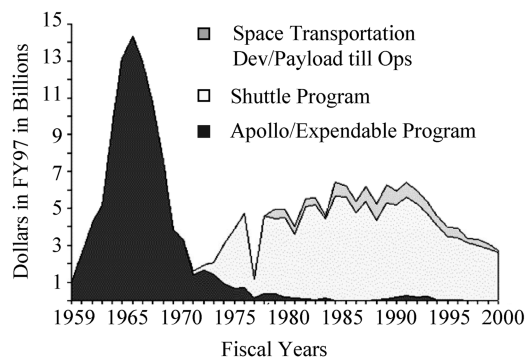 15
13
11
9
7
5
3
1
Dollars in FY97 in Billions
Space Transportation
Dev/Payload till Ops
Shuttle Program
Apollo/Expendable Program
1959 1965 1970 1975 1980 1985 1990 1995 2000
Fiscal Years